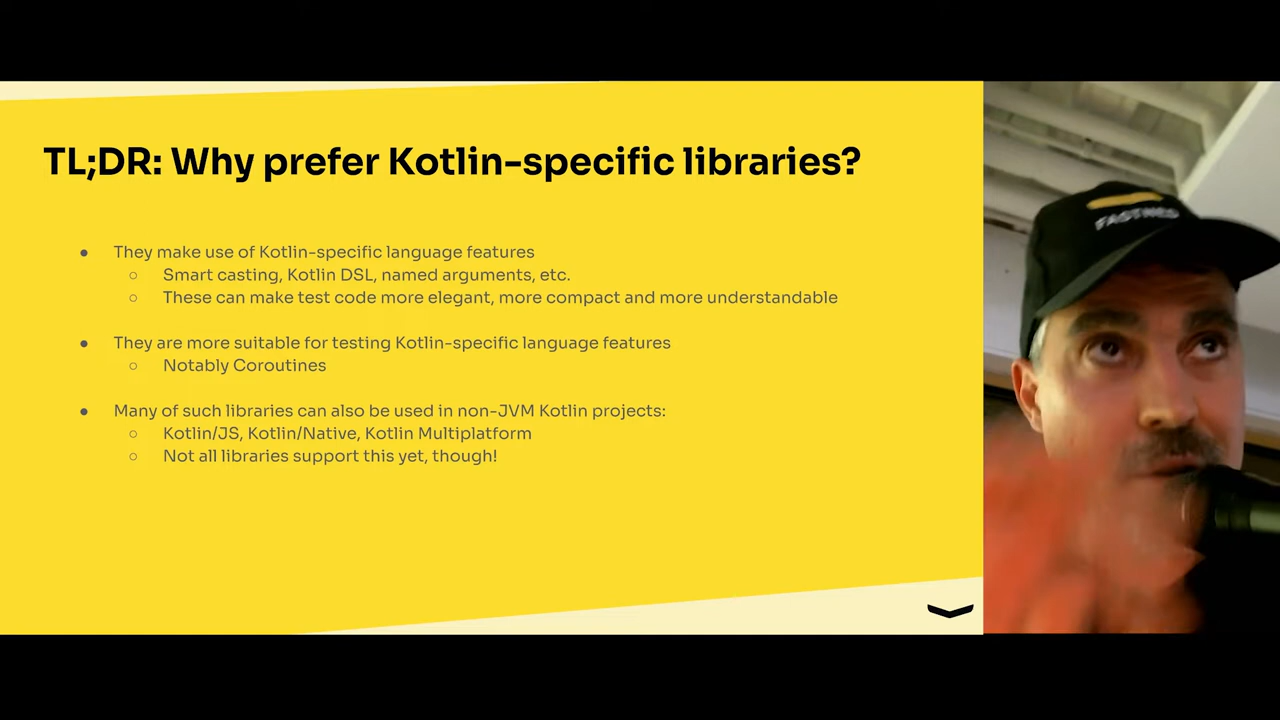 TL;DR: Why prefer Kotlin-specific libraries?
● They make use of Kotlin-specific language features
○ Smart casting, Kotlin DSL, named arguments, etc.
○ These can make test code more elegant, more compact and more understandable
● They are more suitable for testing Kotlin-specific language features
○ Notably Coroutines
● Many of such libraries can also be used in non-JVM Kotlin projects:
○ Kotlin/JS, Kotlin/Native, Kotlin Multiplatform
○ Not all libraries support this yet, though!
FASTNED